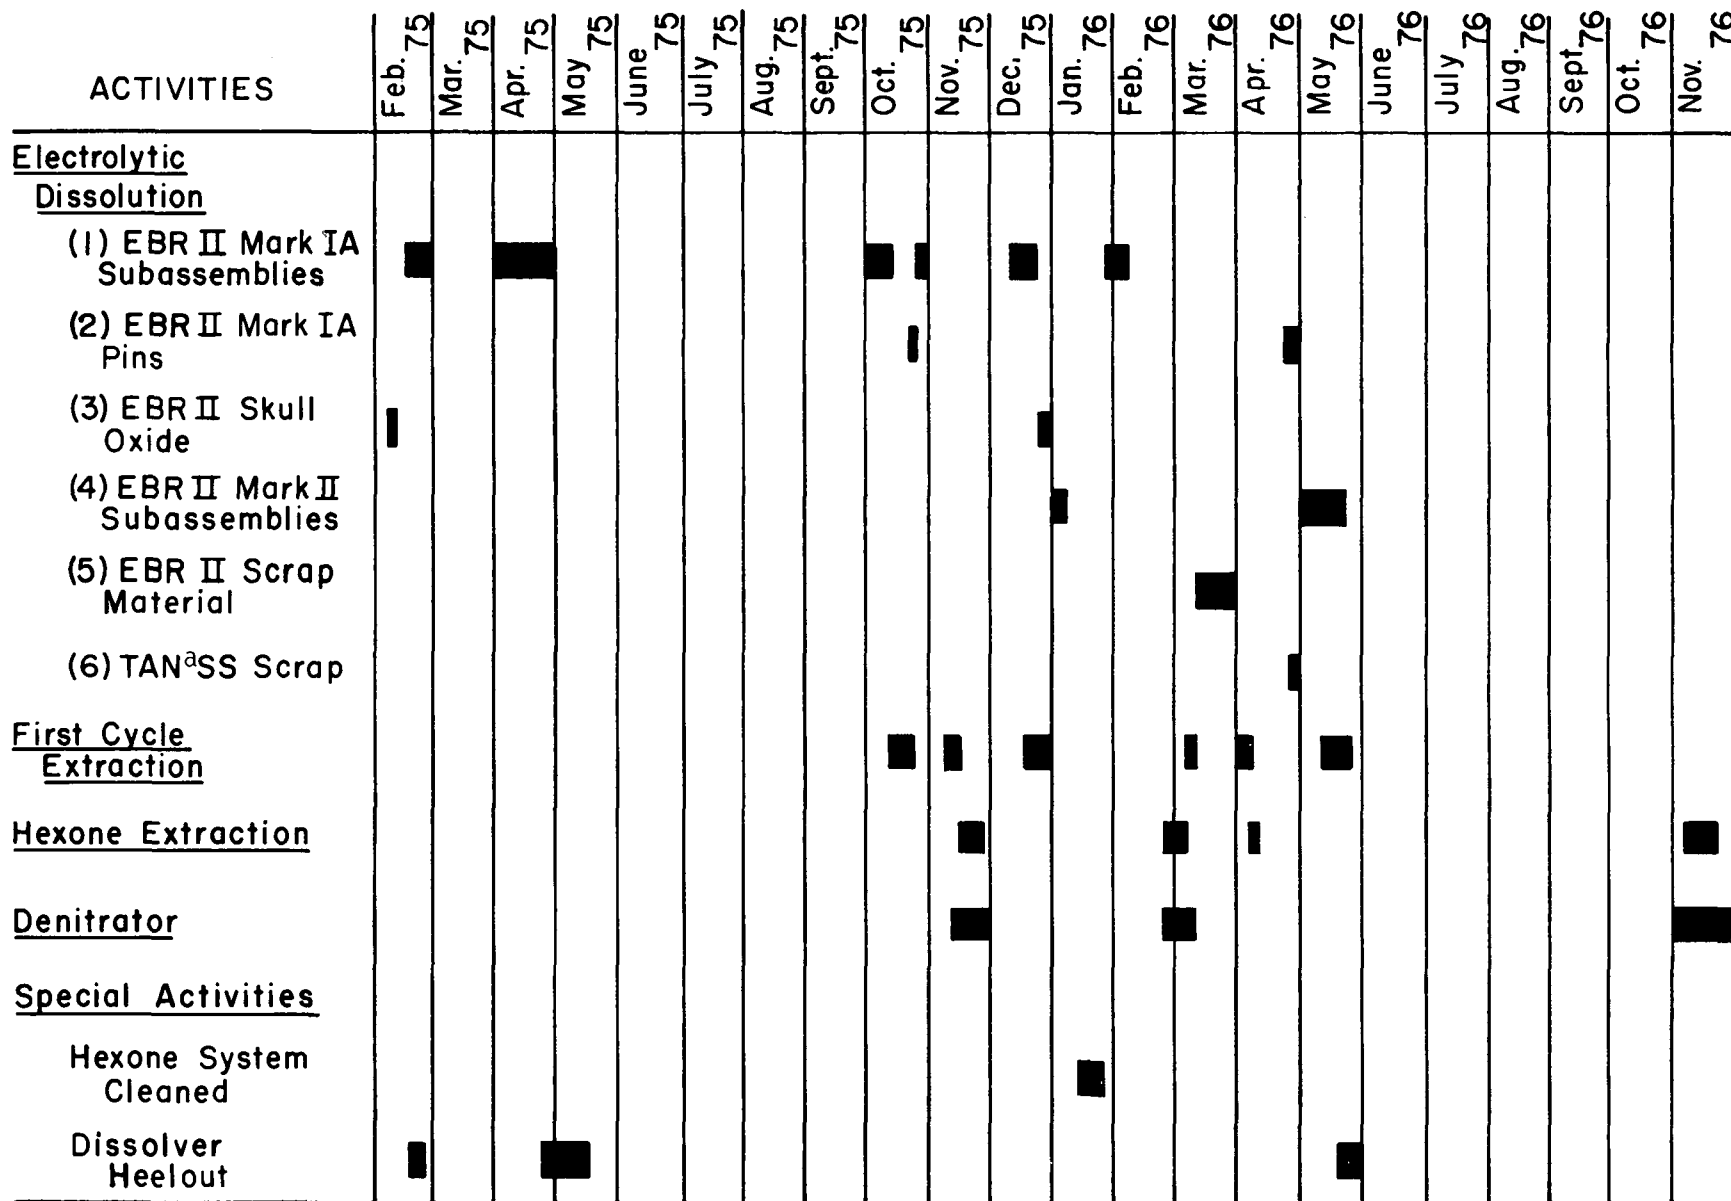 ACTIVITIES
Feb. 75
Mar. 75
Apr. 75
May 75
June 75
July 75
Aug. 75
Sept. 75
Oct. 75
Nov. 75
Dec. 75
Jan. 76
Feb. 76
Mar. 76
Apr. 76
May 76
June 76
July 76
Aug. 76
Sept. 76
Oct. 76
Nov. 76
Electrolytic
Dissolution
(1) EBR II Mark IA
Subassemblies
(2) EBR II Mark IA
Pins
(3) EBR II Skull
Oxide
(4) EBR II Mark II
Subassemblies
(5) EBR II Scrap
Material
(6) TANᵃSS Scrap
First Cycle
Extraction
Hexone Extraction
Denitrator
Special Activities
Hexone System
Cleaned
Dissolver
Heelout